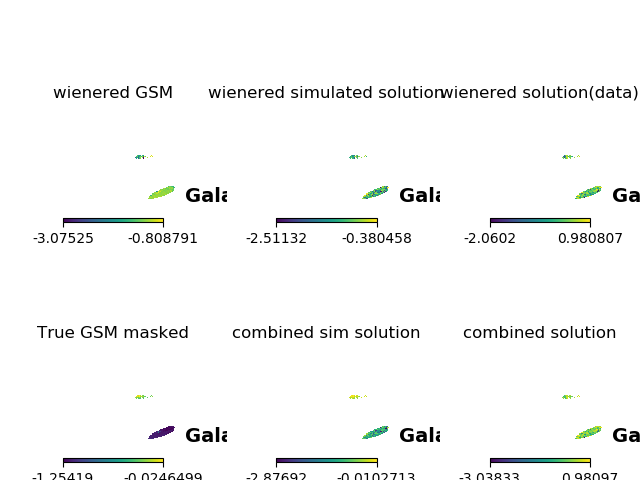 wienered GSM wienered simulated solution wienered solution(data)
Gala Gala Ga
-3.07525 -0.808791 -2.51132 -0.380458 -2.0602 0.980807
True GSM masked combined sim solution combined solution
Gala Gala Ga
-1.25419 -0.0246499 -2.87692 -0.0102713 -3.03833 0.98097